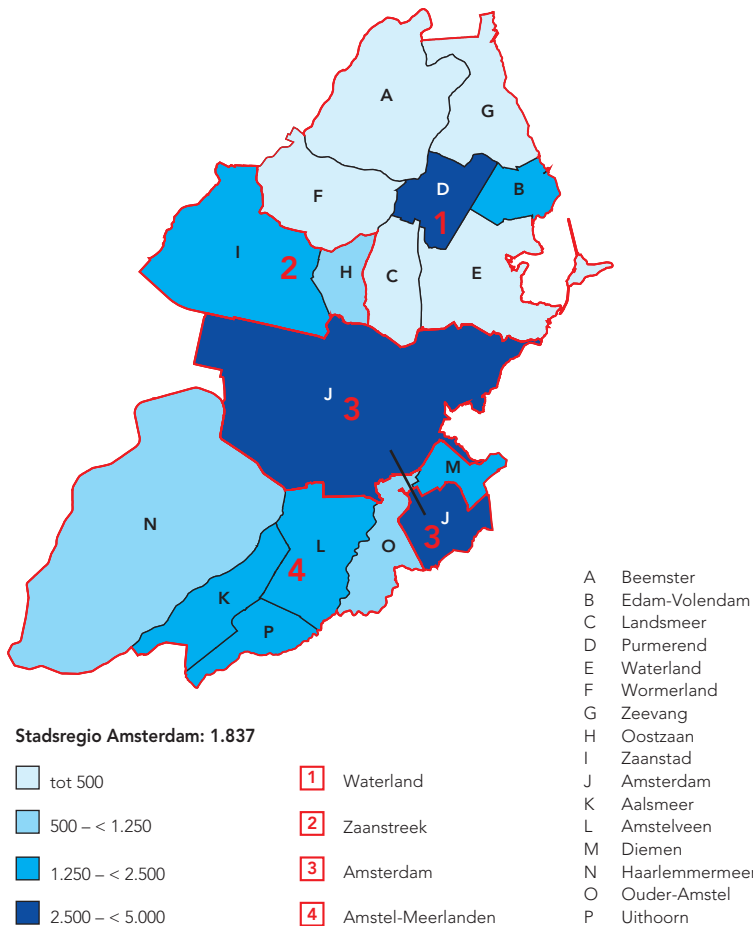 A
G
D
B
1
F
I
2
H
C
E
J
3
M
N
J
L
O
3
4
K
P
A Beemster
B Edam-Volendam
C Landsmeer
D Purmerend
E Waterland
F Wormerland
G Zeevang
H Oostzaan
I Zaanstad
J Amsterdam
K Aalsmeer
L Amstelveen
M Diemen
N Haarlemmermeer
O Ouder-Amstel
P Uithoorn
Stadsregio Amsterdam: 1.837
tot 500
500 – < 1.250
1.250 – < 2.500
2.500 – < 5.000
1 Waterland
2 Zaanstreek
3 Amsterdam
4 Amstel-Meerlanden